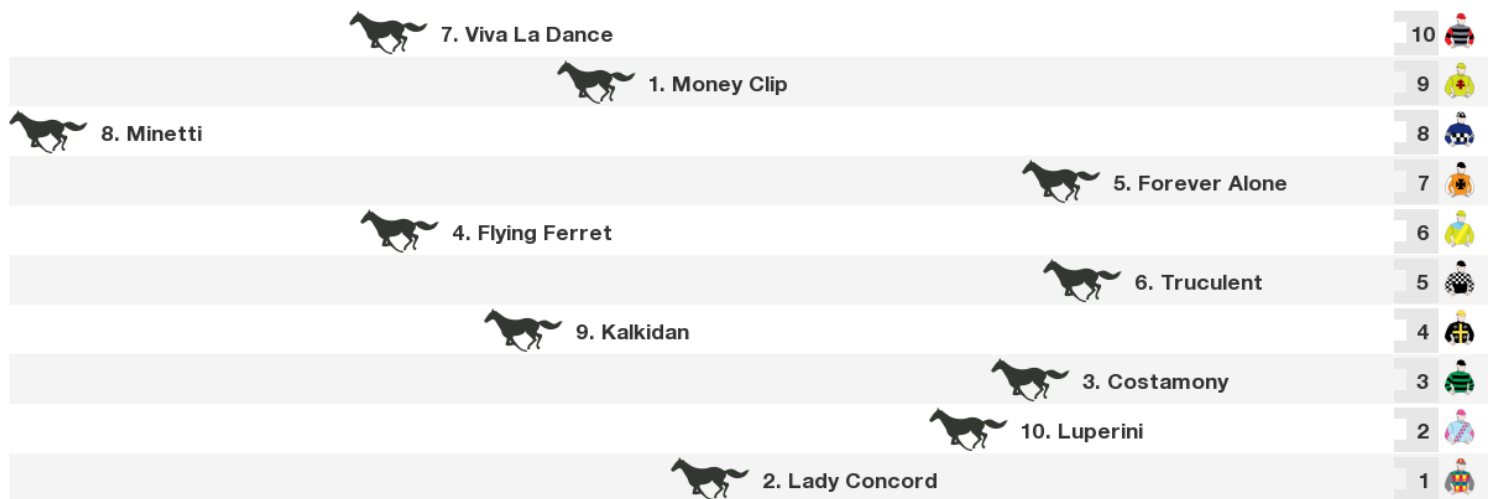 7. Viva La Dance 10
1. Money Clip 9
8. Minetti 8
5. Forever Alone 7
4. Flying Ferret 6
6. Truculent 5
9. Kalkidan 4
3. Costamony 3
10. Luperini 2
2. Lady Concord 1